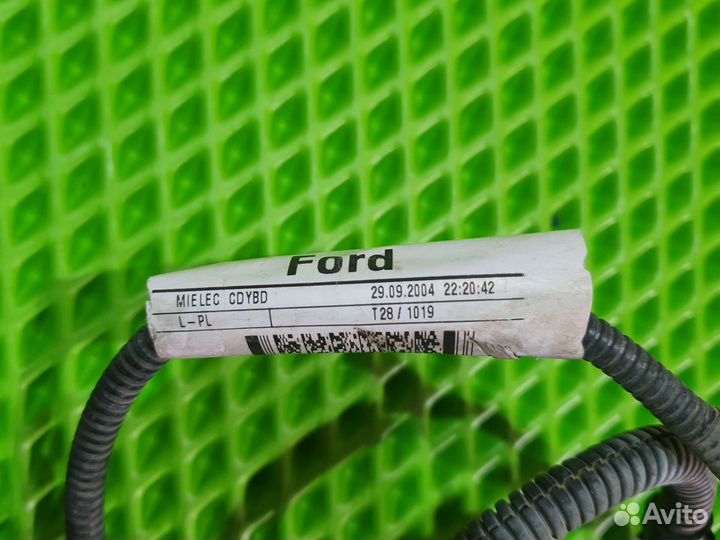 Ford
MIELEC CDYBD 29.09.2004 22:20:42
L-PL T28 / 1019
Avito